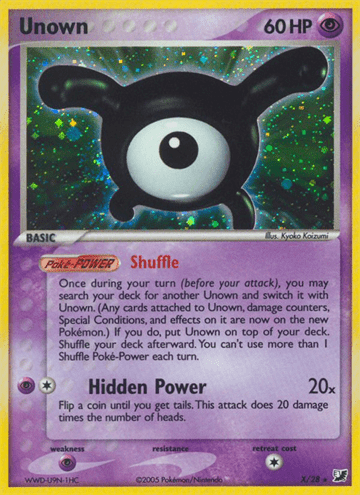 Unown 60 HP
BASIC Illus. Kyoko Koizumi
Poké-POWER Shuffle
Once during your turn (before your attack), you may
search your deck for another Unown and switch it with
Unown. (Any cards attached to Unown, damage counters,
Special Conditions, and effects on it are now on the new
Pokémon.) If you do, put Unown on top of your deck.
Shuffle your deck afterward. You can't use more than 1
Shuffle Poké-Power each turn.
Hidden Power 20x
Flip a coin until you get tails. This attack does 20 damage
times the number of heads.
weakness resistance retreat cost
WWD-U9N-1HC ©2005 Pokémon/Nintendo X/28